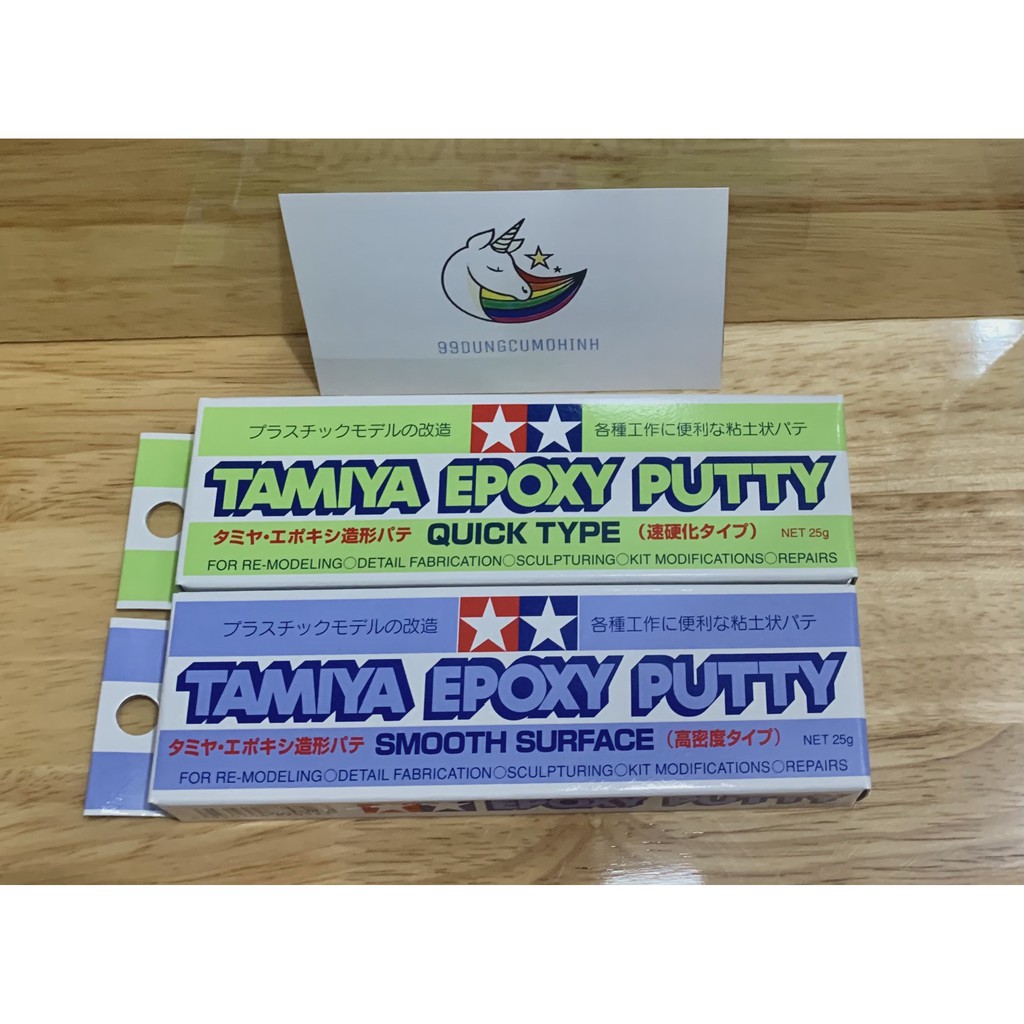 99DUNGCUMOHINH
プラスチックモデルの改造 各種工作に便利な粘土状パテ
TAMIYA EPOXY PUTTY
タミヤ・エポキシ造形パテ QUICK TYPE (速硬化タイプ) NET 25g
FOR RE-MODELING○DETAIL FABRICATION○SCULPTURING○KIT MODIFICATIONS○REPAIRS
プラスチックモデルの改造 各種工作に便利な粘土状パテ
TAMIYA EPOXY PUTTY
タミヤ・エポキシ造形パテ SMOOTH SURFACE (高密度タイプ) NET 25g
FOR RE-MODELING○DETAIL FABRICATION○SCULPTURING○KIT MODIFICATIONS○REPAIRS
TAMIYA EPOXY PUTTY